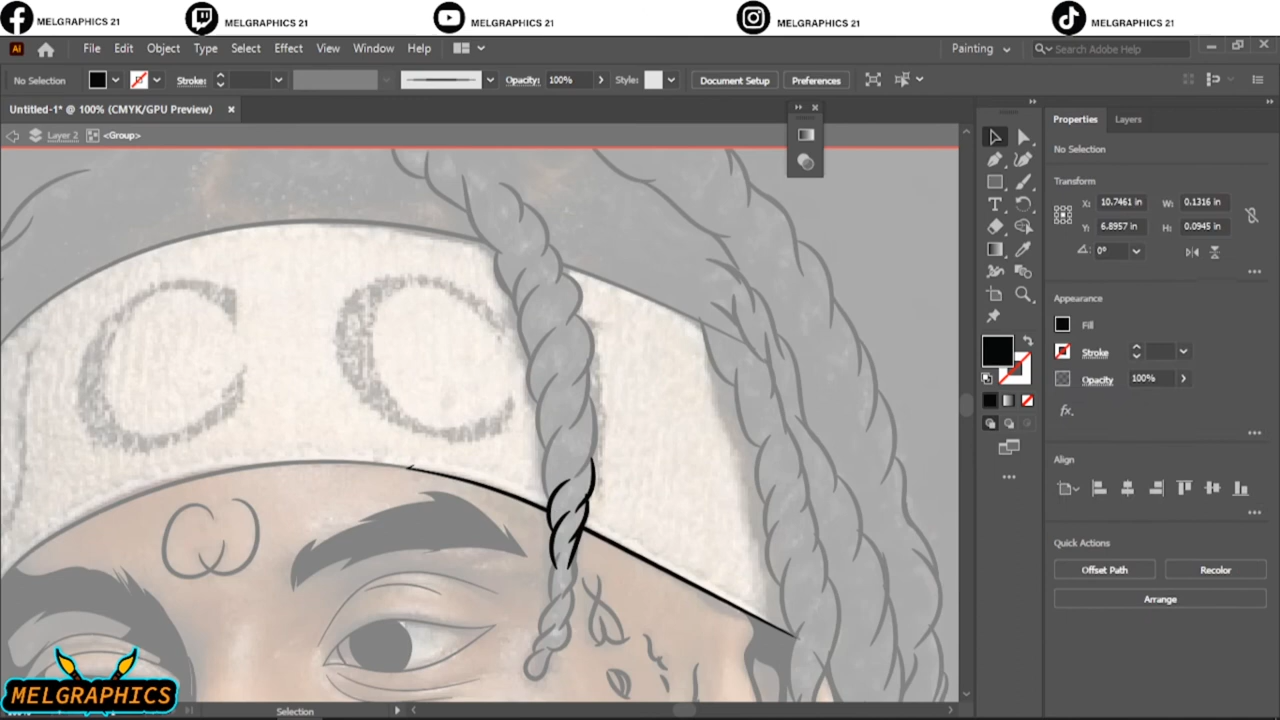 MELGRAPHICS 21 MELGRAPHICS 21 MELGRAPHICS 21 MELGRAPHICS 21 MELGRAPHICS 21
Ai File Edit Object Type Select Effect View Window Help Painting Search Adobe Help
No Selection Stroke: Opacity: 100% Style: Document Setup Preferences
Untitled-1* @ 100% (CMYK/GPU Preview)
Layer 2 <Group>
Properties Layers
No Selection
Transform
X: 10.7461 in W: 0.1316 in
Y: 6.8957 in H: 0.0945 in
0°
Appearance
Fill
Stroke
Opacity 100%
fx.
Align
Quick Actions
Offset Path Recolor
Arrange
C C
MELGRAPHICS
Selection